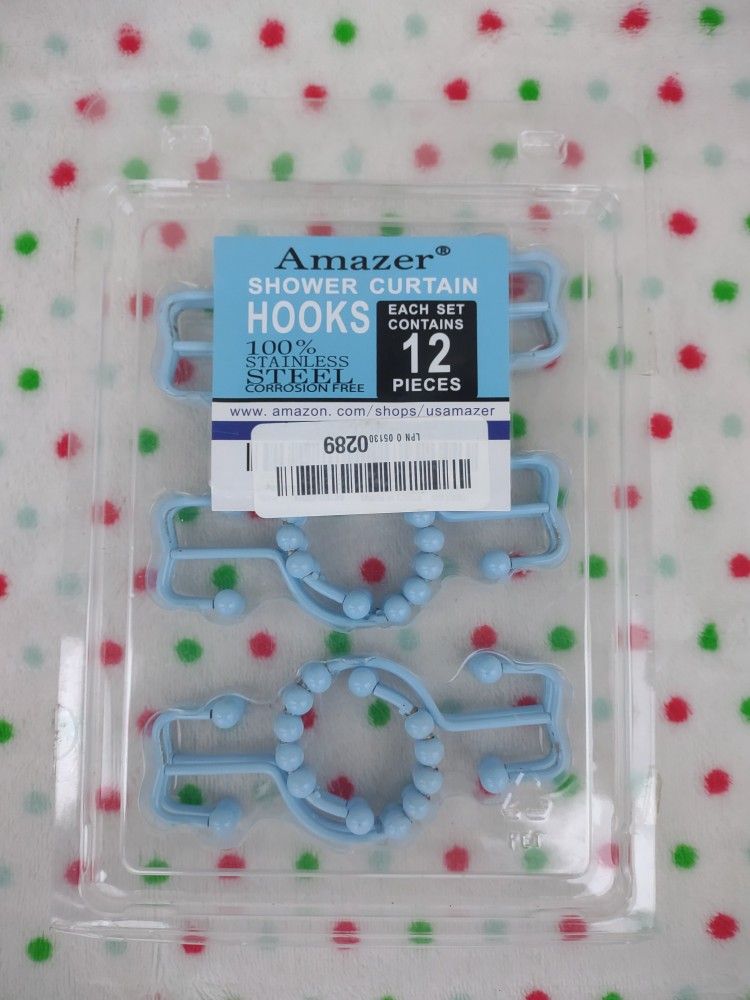 Amazer®
SHOWER CURTAIN
HOOKS
100%
STAINLESS
STEEL
CORROSION FREE
EACH SET
CONTAINS
12
PIECES
www. amazon. com/shops/usamazer
LPN 0 05130 0289
PET